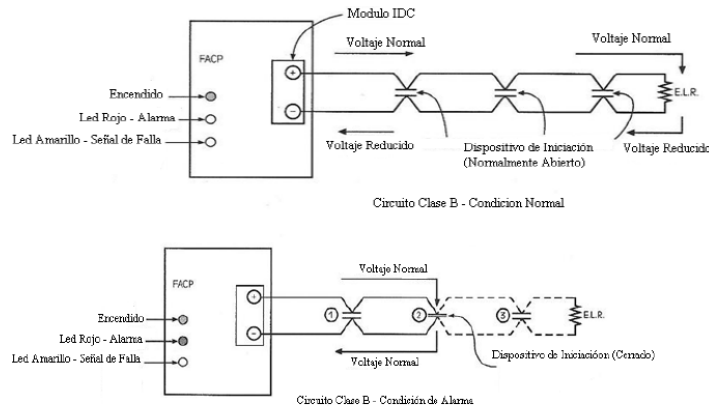 Modulo IDC
Voltaje Normal
Voltaje Normal
FACP
+
Encendido
E.L.R.
Led Rojo - Alarma
−
Led Amarillo - Señal de Falla
Voltaje Reducido
Dispositivo de Iniciación
(Normalmente Abierto)
Voltaje Reducido
Circuito Clase B - Condicion Normal
Voltaje Normal
FACP
+
Encendido
1
2
3
E.L.R.
Led Rojo - Alarma
−
Led Amarillo - Señal de Falla
Voltaje Normal
Dispositivo de Iniciacióon (Cerrado)
Circuito Clase B - Condición de Alarma